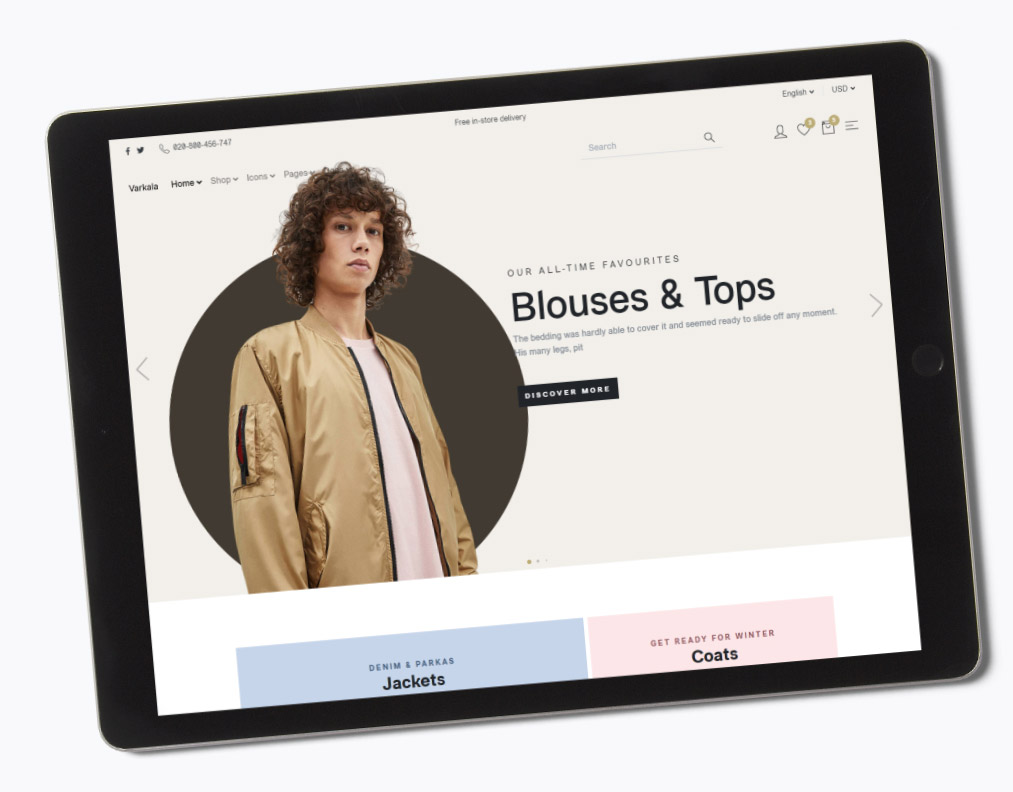 English
USD
Free in-store delivery
020-800-456-747
Search
Varkala Home Shop Icons Pages
OUR ALL-TIME FAVOURITES
Blouses & Tops
The bedding was hardly able to cover it and seemed ready to slide off any moment.
His many legs, pit
DISCOVER MORE
DENIM & PARKAS
Jackets
GET READY FOR WINTER
Coats